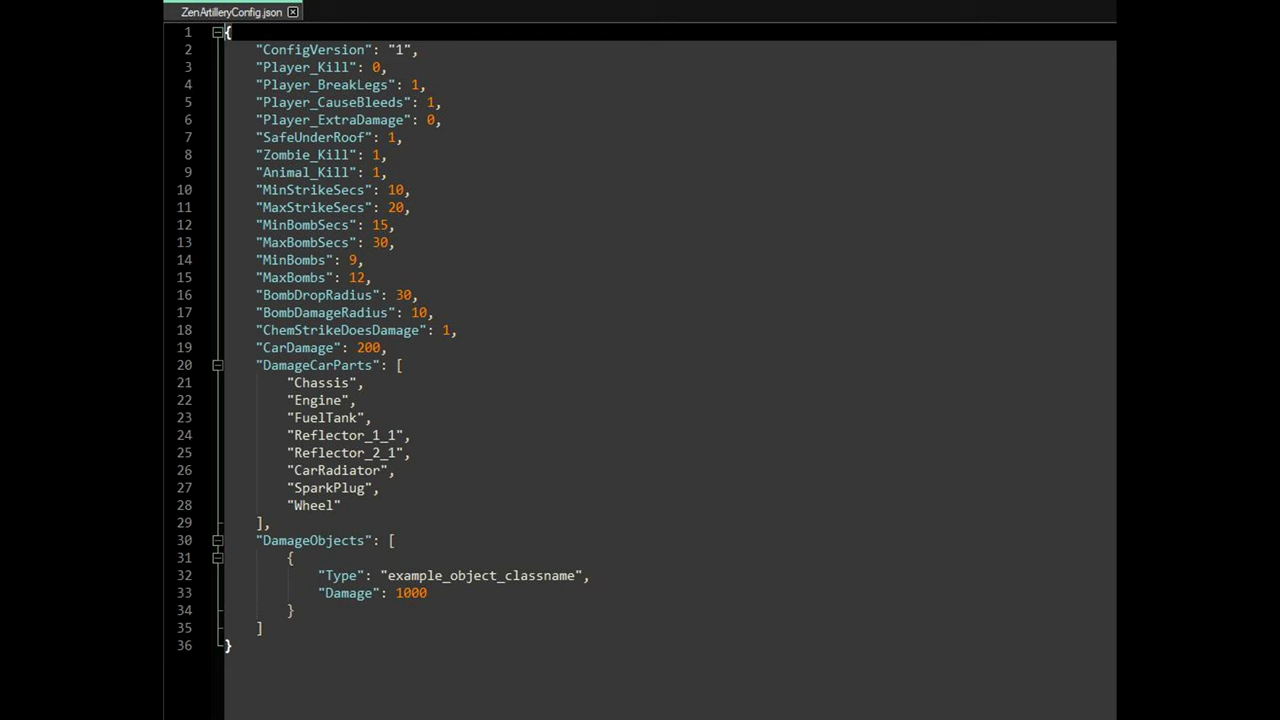 ZenArtilleryConfig.json
1 {
2 "ConfigVersion": "1",
3 "Player_Kill": 0,
4 "Player_BreakLegs": 1,
5 "Player_CauseBleeds": 1,
6 "Player_ExtraDamage": 0,
7 "SafeUnderRoof": 1,
8 "Zombie_Kill": 1,
9 "Animal_Kill": 1,
10 "MinStrikeSecs": 10,
11 "MaxStrikeSecs": 20,
12 "MinBombSecs": 15,
13 "MaxBombSecs": 30,
14 "MinBombs": 9,
15 "MaxBombs": 12,
16 "BombDropRadius": 30,
17 "BombDamageRadius": 10,
18 "ChemStrikeDoesDamage": 1,
19 "CarDamage": 200,
20 "DamageCarParts": [
21 "Chassis",
22 "Engine",
23 "FuelTank",
24 "Reflector_1_1",
25 "Reflector_2_1",
26 "CarRadiator",
27 "SparkPlug",
28 "Wheel"
29 ],
30 "DamageObjects": [
31 {
32 "Type": "example_object_classname",
33 "Damage": 1000
34 }
35 ]
36 }